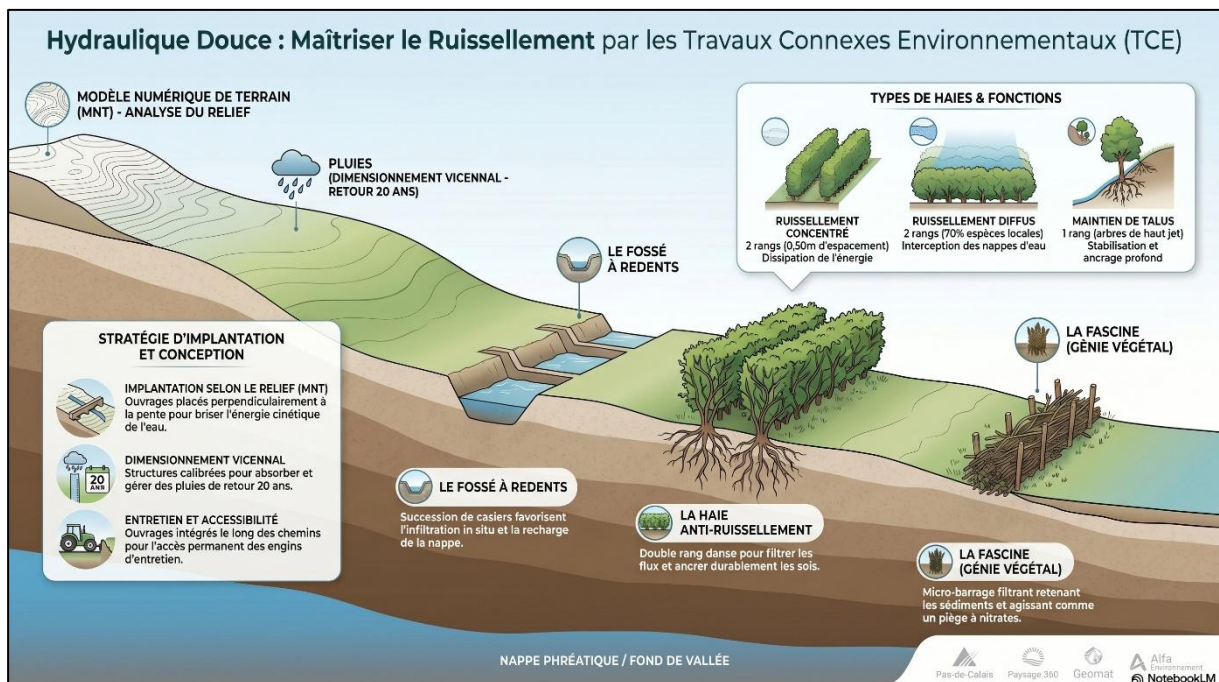 Hydraulique Douce : Maîtriser le Ruissellement par les Travaux Connexes Environnementaux (TCE)
MODÈLE NUMÉRIQUE DE TERRAIN
(MNT) - ANALYSE DU RELIEF
PLUIES
(DIMENSIONNEMENT VICENNAL -
RETOUR 20 ANS)
LE FOSSÉ
À REDENTS
TYPES DE HAIES & FONCTIONS
RUISSELLEMENT
CONCENTRÉ
2 rangs (0,50m d'espacement)
Dissipation de l'énergie
RUISSELLEMENT DIFFUS
2 rangs (70% espèces locales)
Interception des nappes d'eau
MAINTIEN DE TALUS
1 rang (arbres de haut jet)
Stabilisation et
ancrage profond
LA FASCINE
(GÈNIE VÉGÉTAL)
STRATÉGIE D'IMPLANTATION
ET CONCEPTION
IMPLANTATION SELON LE RELIEF (MNT)
Ouvrages placés perpendiculairement à
la pente pour briser l'énergie cinétique
de l'eau.
20
DIMENSIONNEMENT VICENNAL
Structures calibrées pour absorber et
gérer des pluies de retour 20 ans.
ENTRETIEN ET ACCESSIBILITÉ
Ouvrages intégrés le long des chemins
pour l'accès permanent des engins
d'entretien.
LE FOSSÉ À REDENTS
Succession de casiers favorisent
l'infiltration in situ et la recharge
de la nappe.
LA HAIE
ANTI-RUISSELLEMENT
Double rang danse pour filtrer les
flux et ancrer durablement les sois.
LA FASCINE
(GÉNIE VÉGÉTAL)
Micro-barrage filtrant retenant
les sédiments et agissant comme
un piège à nitrates.
NAPPE PHRÉATIQUE / FOND DE VALLÉE
Pas-de-Calais
Paysage 360
Geomat
Alfa
Environnement
NotebookLM